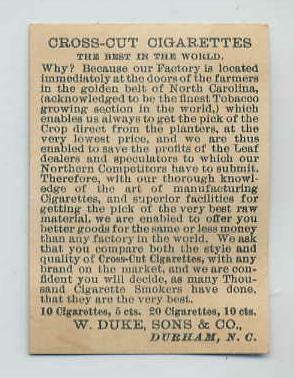 CROSS-CUT CIGARETTES
THE BEST IN THE WORLD.
Why? Because our Factory is located
immediately at the doors of the farmers
in the golden belt of North Carolina,
(acknowledged to be the finest Tobacco
growing section in the world,) which
enables us always to get the pick of the
Crop direct from the planters, at the
very lowest price, and we are thus
enabled to save the profits of the Leaf
dealers and speculators to which our
Northern Competitors have to submit.
Therefore, with our thorough knowl-
edge of the art of manufacturing
Cigarettes, and superior facilities for
getting the pick of the very best raw
material, we are enabled to offer you
better goods for the same or less money
than any factory in the world. We ask
that you compare both the style and
quality of Cross-Cut Cigarettes, with any
brand on the market, and we are con-
fident you will decide, as many Thou-
sand Cigarette Smokers have done,
that they are the very best.
10 Cigarettes, 5 cts. 20 Cigarettes, 10 cts.
W. DUKE, SONS & CO.,
DURHAM, N. C.